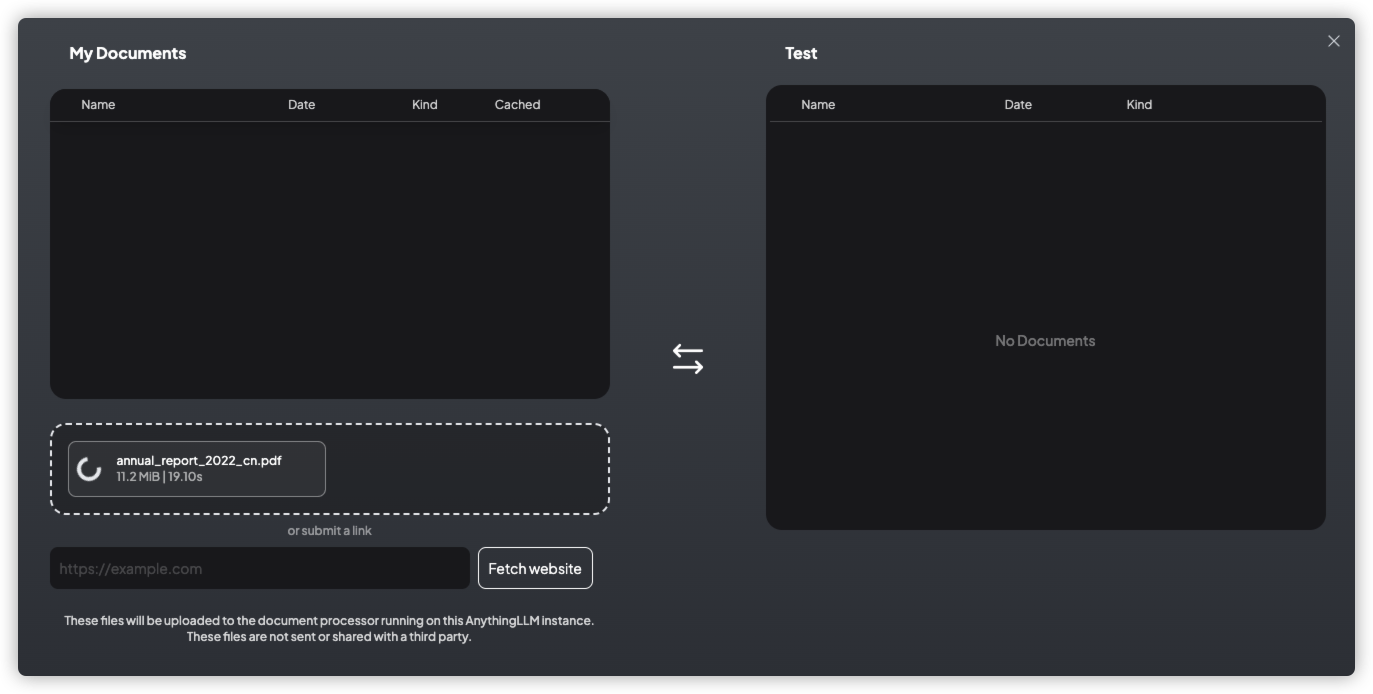 My Documents
Name Date Kind Cached
annual_report_2022_cn.pdf
11.2 MiB | 19.10s
or submit a link
https://example.com
Fetch website
These files will be uploaded to the document processor running on this AnythingLLM instance.
These files are not sent or shared with a third party.
Test
Name Date Kind
No Documents